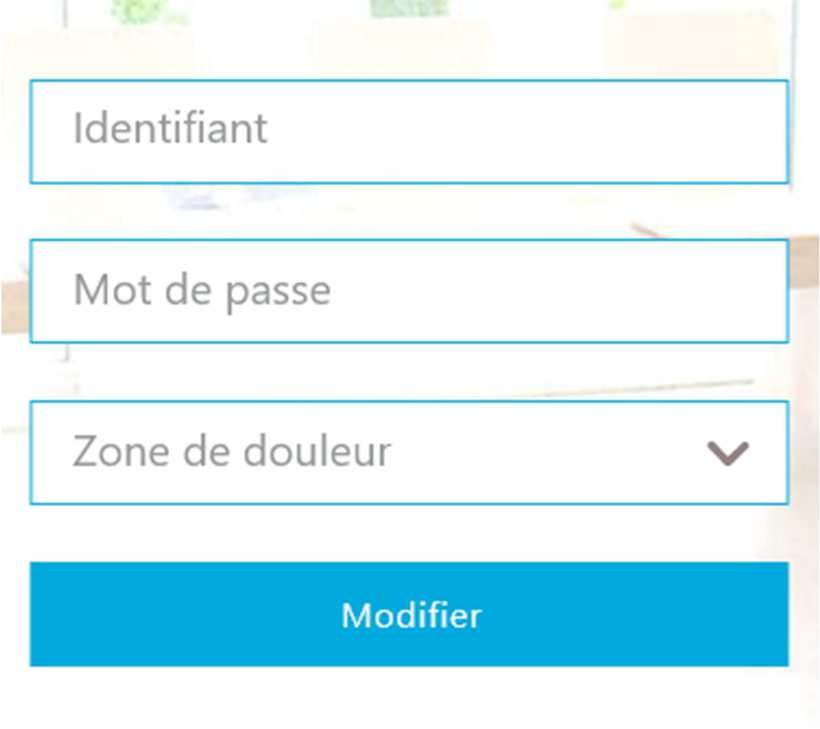 Identifiant
Mot de passe
Zone de douleur
Modifier